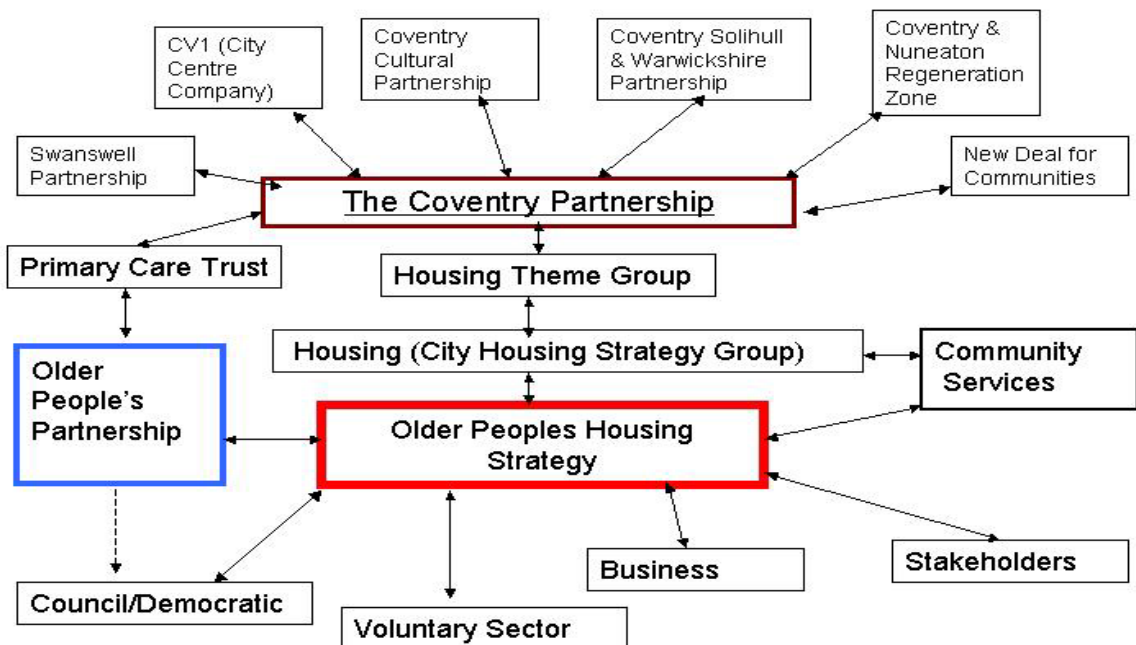 CV1 (City
Centre
Company)
Coventry
Cultural
Partnership
Coventry Solihull
& Warwickshire
Partnership
Coventry &
Nuneaton
Regeneration
Zone
Swanswell
Partnership
New Deal for
Communities
The Coventry Partnership
Primary Care Trust
Housing Theme Group
Housing (City Housing Strategy Group)
Community
Services
Older
People's
Partnership
Older Peoples Housing
Strategy
Council/Democratic
Voluntary Sector
Business
Stakeholders